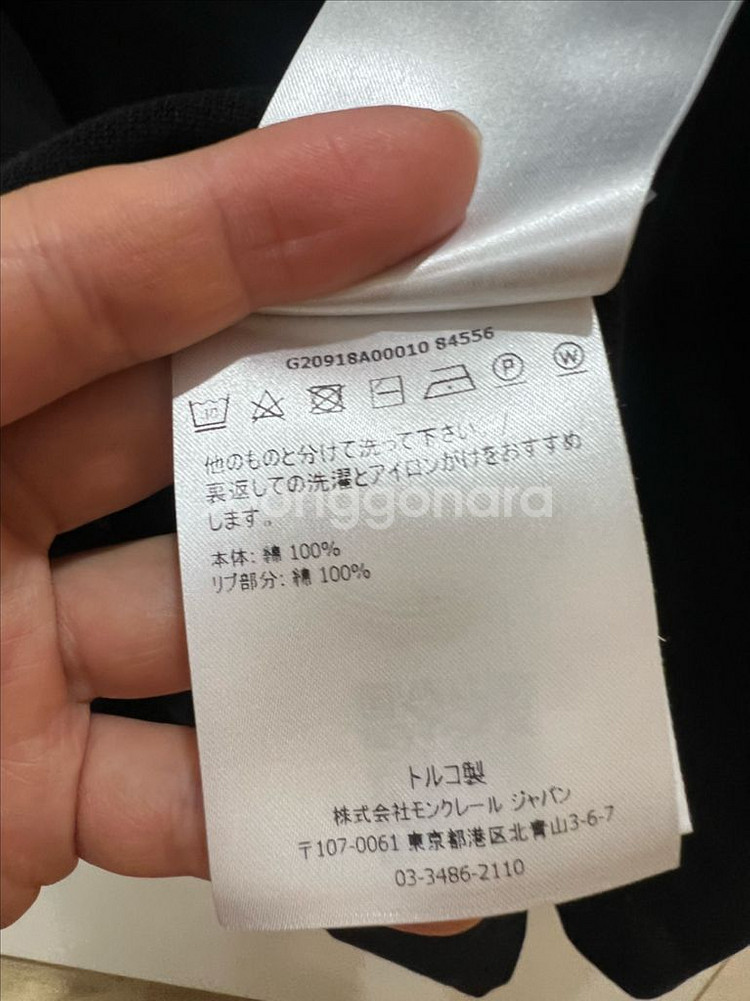 G20918A00010 84556
P W
他のものと分けて洗って下さい。/
裏返しての洗濯とアイロンがけをおすすめ
します。
onggonara
本体: 綿 100%
リブ部分: 綿 100%
トルコ製
株式会社モンクレール ジャパン
〒107-0061 東京都港区北青山3-6-7
03-3486-2110